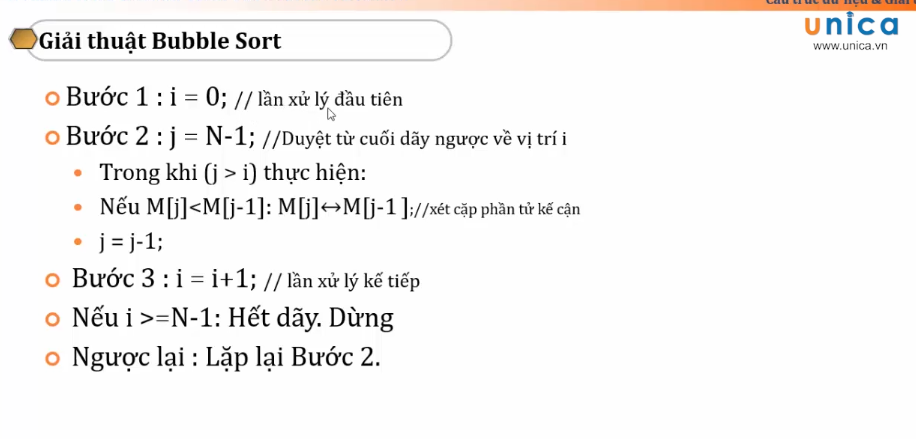 Cấu trúc dữ liệu & Giải t
Giải thuật Bubble Sort
unica
www.unica.vn
Bước 1 : i = 0; // lần xử lý đầu tiên
Bước 2 : j = N-1; //Duyệt từ cuối dãy ngược về vị trí i
Trong khi (j > i) thực hiện:
Nếu M[j]<M[j-1]: M[j]↔M[j-1 ];//xét cặp phần tử kế cận
j = j-1;
Bước 3 : i = i+1; // lần xử lý kế tiếp
Nếu i >=N-1: Hết dãy. Dừng
Ngược lại : Lặp lại Bước 2.